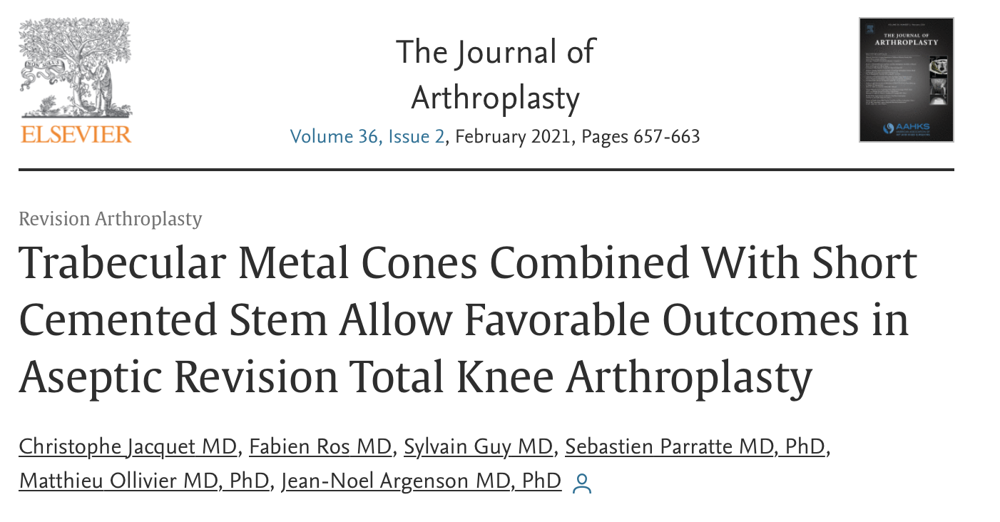 The Journal of
Arthroplasty
Volume 36, Issue 2, February 2021, Pages 657-663
ELSEVIER
THE JOURNAL OF
ARTHROPLASTY
AAHKS
Revision Arthroplasty
Trabecular Metal Cones Combined With Short
Cemented Stem Allow Favorable Outcomes in
Aseptic Revision Total Knee Arthroplasty
Christophe Jacquet MD, Fabien Ros MD, Sylvain Guy MD, Sebastien Parratte MD, PhD,
Matthieu Ollivier MD, PhD, Jean-Noel Argenson MD, PhD